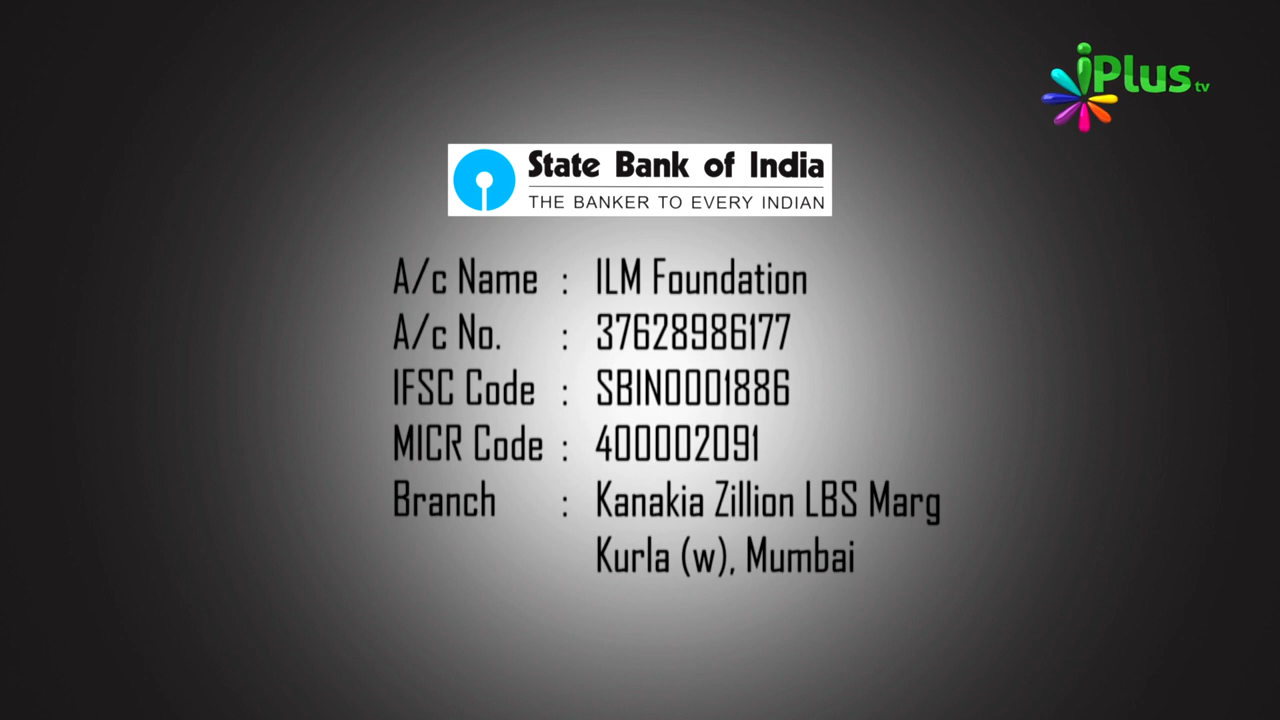 iPlus tv
State Bank of India
THE BANKER TO EVERY INDIAN
A/c Name : ILM Foundation
A/c No. : 37628986177
IFSC Code : SBIN0001886
MICR Code : 400002091
Branch : Kanakia Zillion LBS Marg
Kurla (w), Mumbai